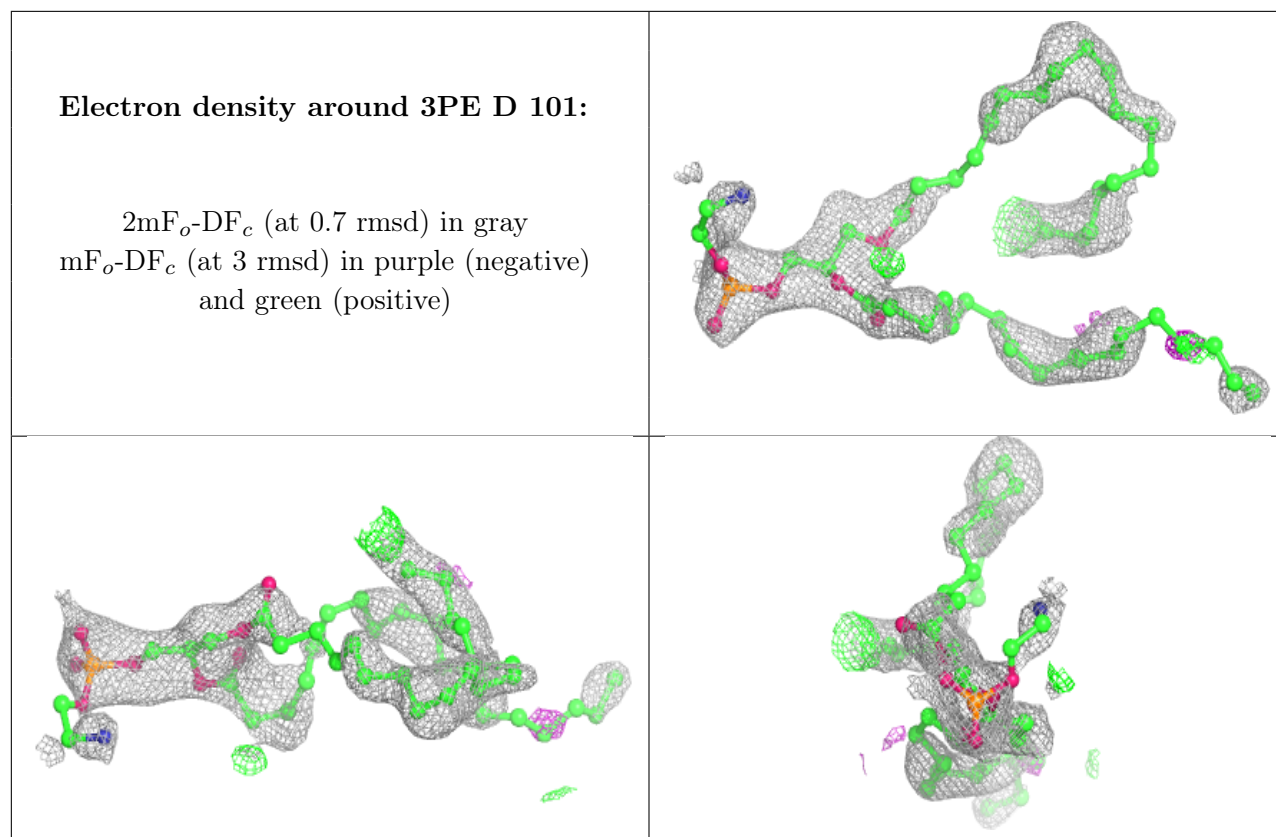 Electron density around 3PE D 101:
2mFo-DFc (at 0.7 rmsd) in gray
mFo-DFc (at 3 rmsd) in purple (negative)
and green (positive)